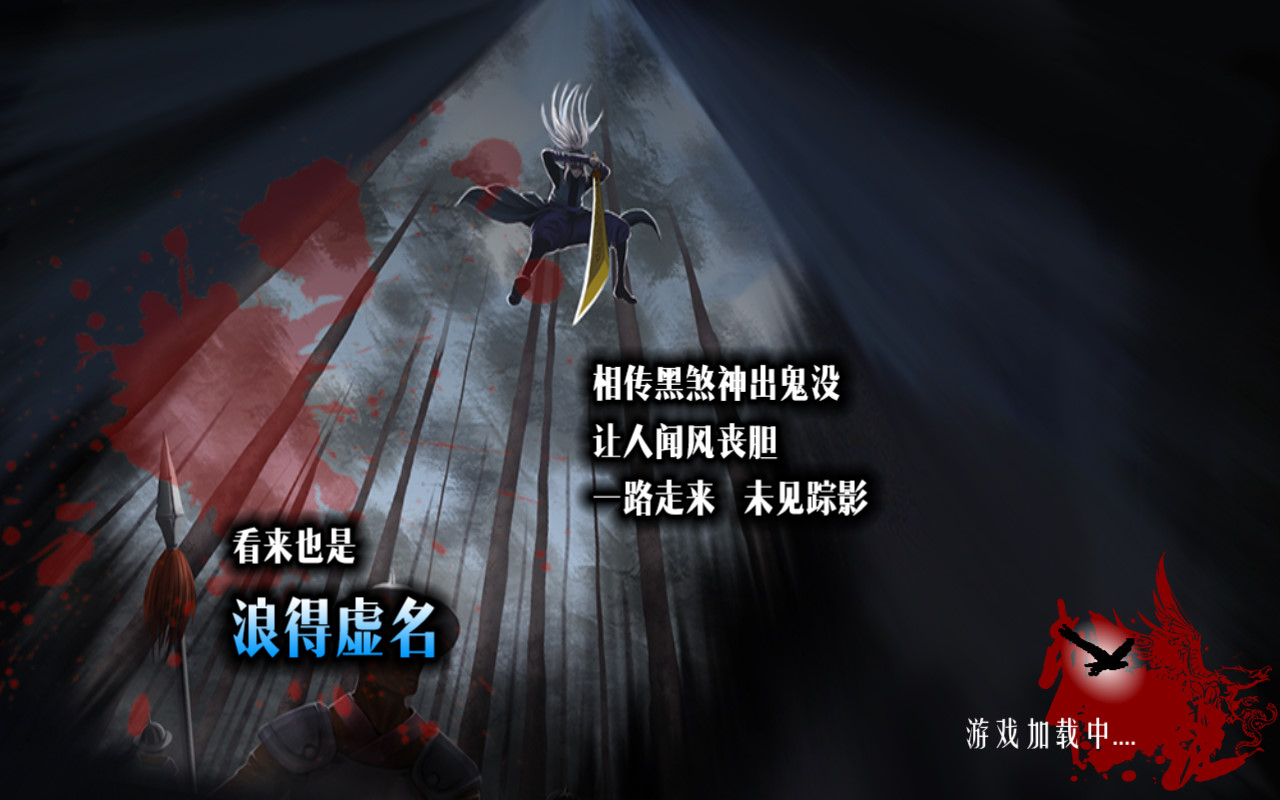 相传黑煞神出鬼没
让人闻风丧胆
一路走来 未见踪影
看来也是
浪得虚名
游戏加载中....